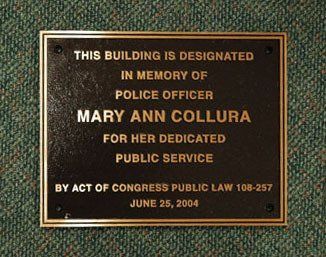 THIS BUILDING IS DESIGNATED
IN MEMORY OF
POLICE OFFICER
MARY ANN COLLURA
FOR HER DEDICATED
PUBLIC SERVICE
BY ACT OF CONGRESS PUBLIC LAW 108-257
JUNE 25, 2004